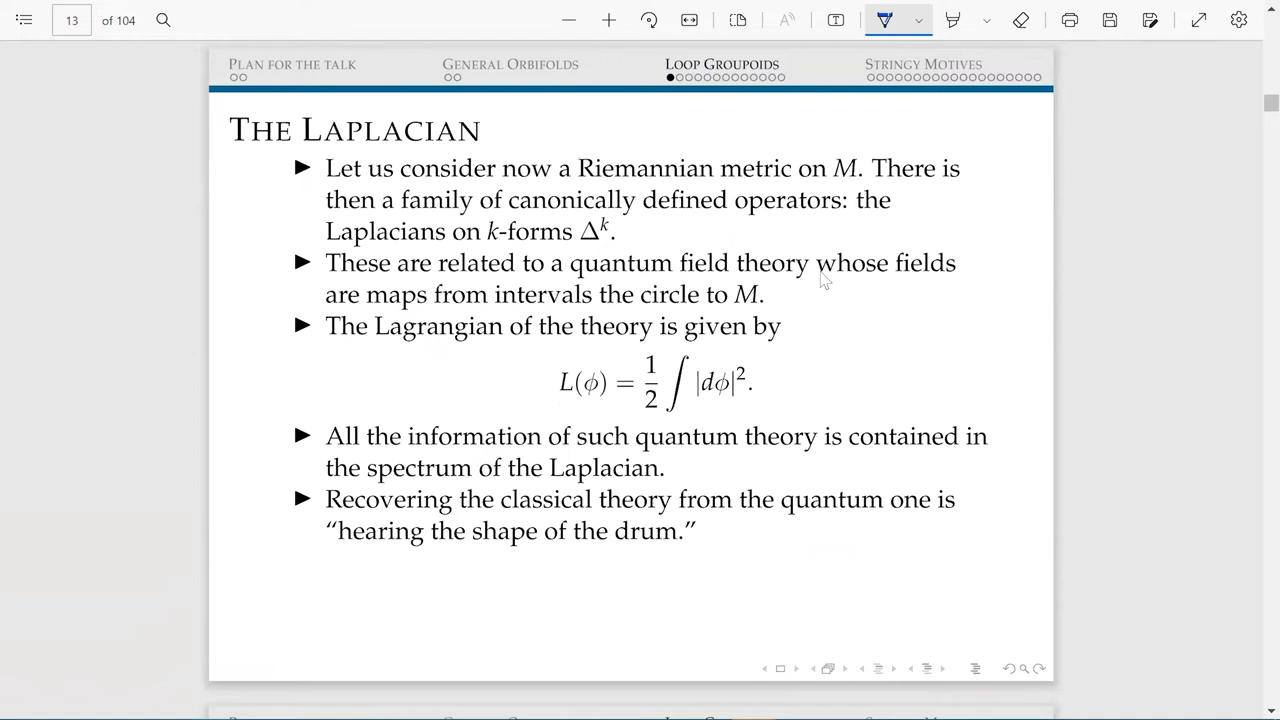 13 of 104
PLAN FOR THE TALK
GENERAL ORBIFOLDS
LOOP GROUPOIDS
STRINGY MOTIVES
THE LAPLACIAN
► Let us consider now a Riemannian metric on M. There is
then a family of canonically defined operators: the
Laplacians on k-forms Δ^k.
► These are related to a quantum field theory whose fields
are maps from intervals the circle to M.
► The Lagrangian of the theory is given by
L(ϕ) = 1/2 ∫ |dϕ|².
► All the information of such quantum theory is contained in
the spectrum of the Laplacian.
► Recovering the classical theory from the quantum one is
“hearing the shape of the drum.”